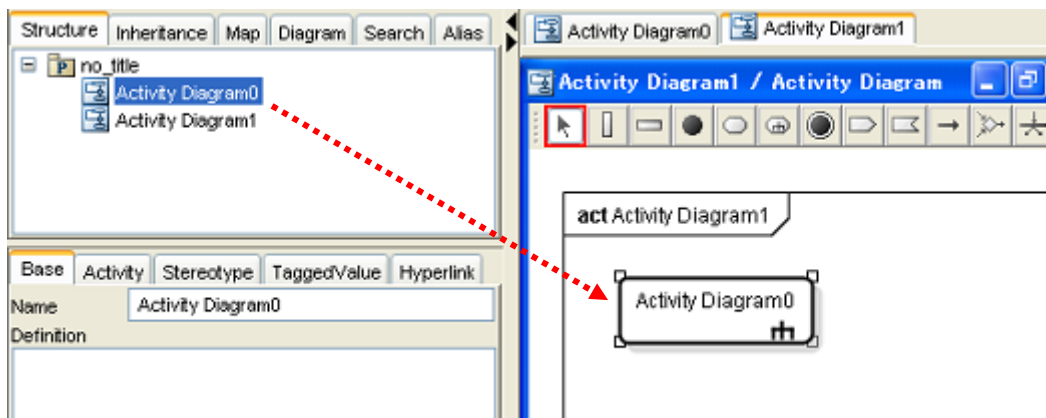 Structure Inheritance Map Diagram Search Alias
no_title
Activity Diagram0
Activity Diagram1
Base Activity Stereotype TaggedValue Hyperlink
Name Activity Diagram0
Definition
Activity Diagram0 Activity Diagram1
Activity Diagram1 / Activity Diagram
act Activity Diagram1
Activity Diagram0